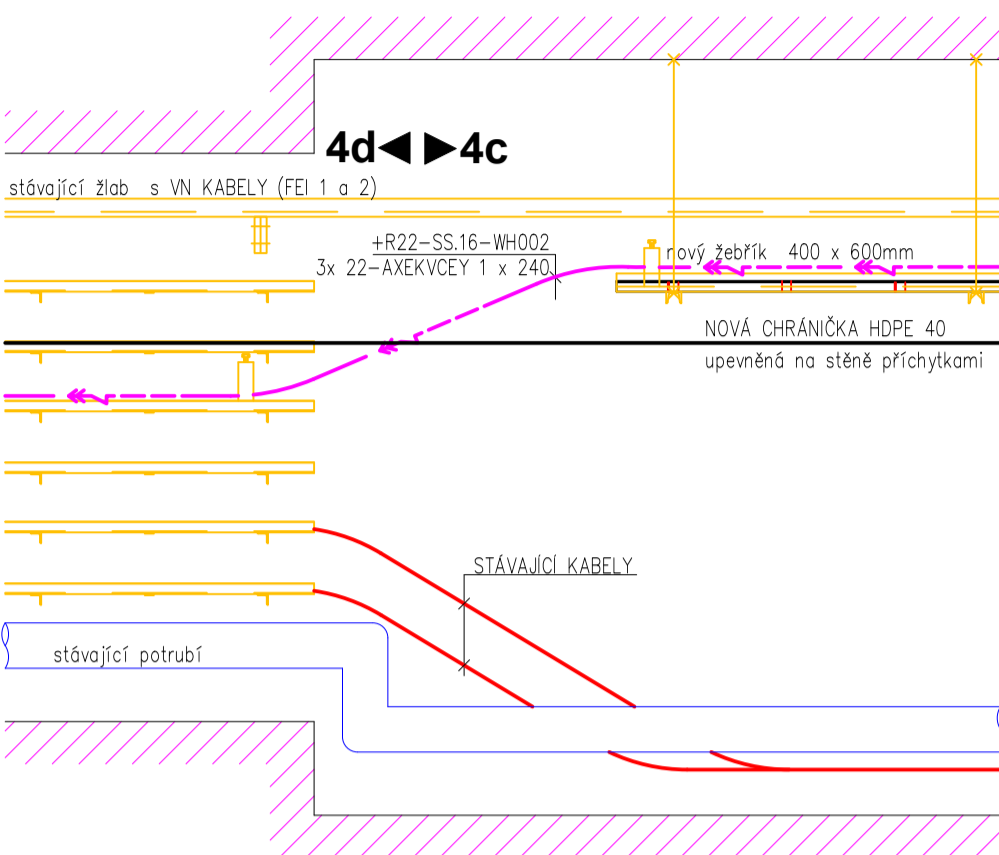 4d◀ ▶4c
stávající žlab s VN KABELY (FEI 1 a 2)
+R22-SS.16-WH002
3x 22-AXEKVCEY 1 x 240
nový žebřík 400 x 600mm
NOVÁ CHRÁNIČKA HDPE 40
upevněná na stěně příchytkami
STÁVAJÍCÍ KABELY
stávající potrubí